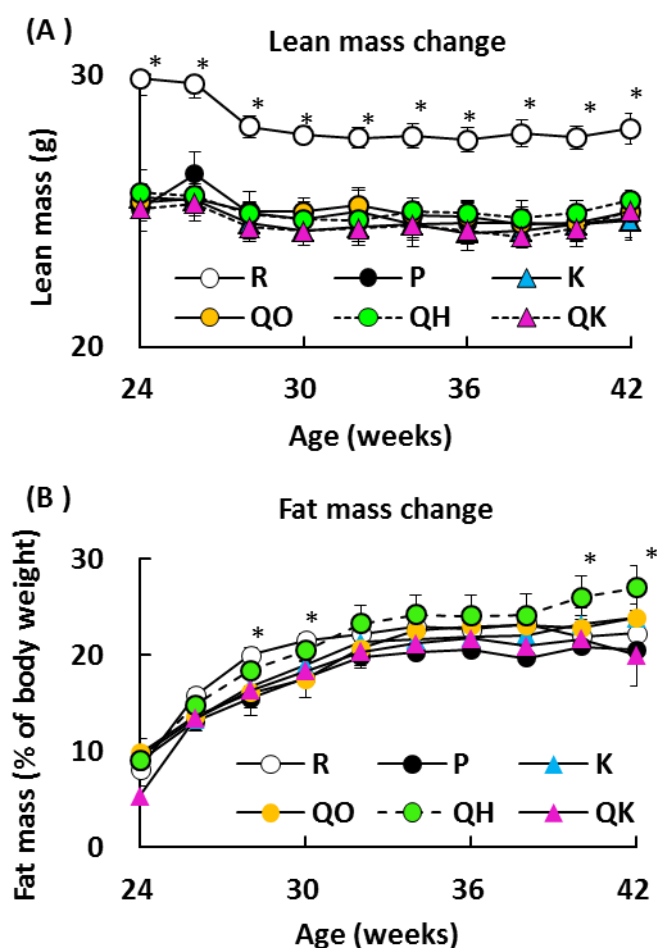 (A )
Lean mass change
30
* * * * * * * * * *
Lean mass (g)
R P K
QO QH QK
20
24 30 36 42
Age (weeks)
(B )
Fat mass change
Fat mass (% of body weight)
30
* * * *
20
10
R P K
QO QH QK
0
24 30 36 42
Age (weeks)